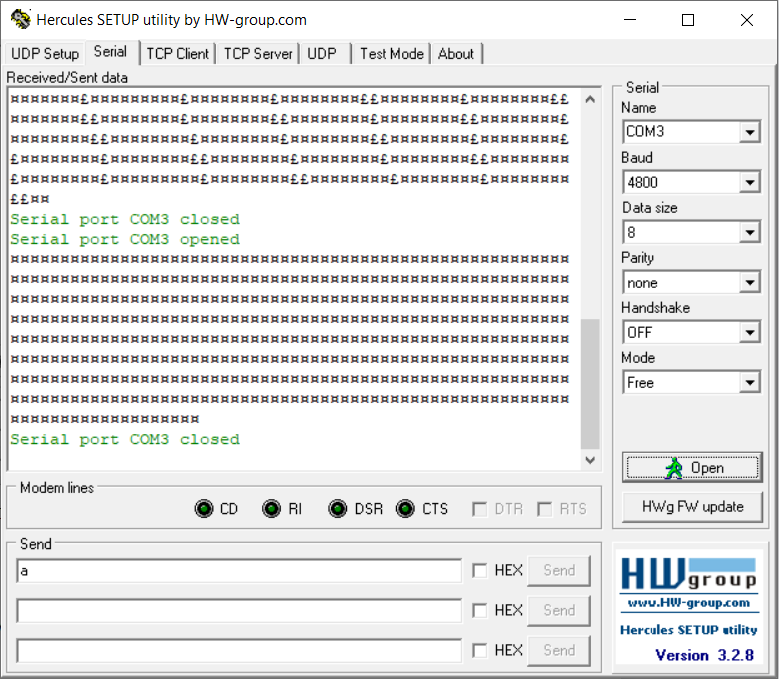 ¤¤¤¤¤¤¤£¤¤¤¤¤¤¤¤¤£¤¤¤¤¤¤¤¤£¤¤¤¤¤¤¤¤££¤¤¤¤¤¤¤¤£¤¤¤¤¤¤¤¤££
¤¤¤¤¤¤¤££¤¤¤¤¤¤¤¤£¤¤¤¤¤¤¤¤££¤¤¤¤¤¤¤¤£¤¤¤¤¤¤¤¤££¤¤¤¤¤¤¤¤£
¤¤¤¤¤¤¤¤££¤¤¤¤¤¤¤¤£¤¤¤¤¤¤¤¤£¤¤¤¤¤¤¤¤££¤¤¤¤¤¤¤¤£¤¤¤¤¤¤¤¤£
£¤¤¤¤¤¤¤¤£¤¤¤¤¤¤¤¤££¤¤¤¤¤¤¤¤£¤¤¤¤¤¤¤¤£¤¤¤¤¤¤¤¤££¤¤¤¤¤¤¤¤
£¤¤¤¤¤¤¤¤£¤¤¤¤¤¤¤¤¤£¤¤¤¤¤¤¤¤££¤¤¤¤¤¤¤¤£¤¤¤¤¤¤¤¤£¤¤¤¤¤¤¤¤
££¤¤
Serial port COM3 closed
Serial port COM3 opened
¤¤¤¤¤¤¤¤¤¤¤¤¤¤¤¤¤¤¤¤¤¤¤¤¤¤¤¤¤¤¤¤¤¤¤¤¤¤¤¤¤¤¤¤¤¤¤¤¤¤¤¤¤¤¤¤
¤¤¤¤¤¤¤¤¤¤¤¤¤¤¤¤¤¤¤¤¤¤¤¤¤¤¤¤¤¤¤¤¤¤¤¤¤¤¤¤¤¤¤¤¤¤¤¤¤¤¤¤¤¤¤¤
¤¤¤¤¤¤¤¤¤¤¤¤¤¤¤¤¤¤¤¤¤¤¤¤¤¤¤¤¤¤¤¤¤¤¤¤¤¤¤¤¤¤¤¤¤¤¤¤¤¤¤¤¤¤¤¤
¤¤¤¤¤¤¤¤¤¤¤¤¤¤¤¤¤¤¤¤¤¤¤¤¤¤¤¤¤¤¤¤¤¤¤¤¤¤¤¤¤¤¤¤¤¤¤¤¤¤¤¤¤¤¤¤
¤¤¤¤¤¤¤¤¤¤¤¤¤¤¤¤¤¤¤¤¤¤¤¤¤¤¤¤¤¤¤¤¤¤¤¤¤¤¤¤¤¤¤¤¤¤¤¤¤¤¤¤¤¤¤¤
¤¤¤¤¤¤¤¤¤¤¤¤¤¤¤¤¤¤¤¤¤¤¤¤¤¤¤¤¤¤¤¤¤¤¤¤¤¤¤¤¤¤¤¤¤¤¤¤¤¤¤¤¤¤¤¤
¤¤¤¤¤¤¤¤¤¤¤¤¤¤¤¤¤¤¤¤¤¤¤¤¤¤¤¤¤¤¤¤¤¤¤¤¤¤¤¤¤¤¤¤¤¤¤¤¤¤¤¤¤¤¤¤
¤¤¤¤¤¤¤¤¤¤¤¤¤¤¤¤¤¤¤¤¤¤¤¤¤¤¤¤¤¤¤¤¤¤¤¤¤¤¤¤¤¤¤¤¤¤¤¤¤¤¤¤¤¤¤¤
¤¤¤¤¤¤¤¤¤¤¤¤¤¤¤¤¤¤¤
Serial port COM3 closed
Hercules SETUP utility by HW-group.com
UDP Setup Serial TCP Client TCP Server UDP Test Mode About
Received/Sent data
Serial
Name
COM3
Baud
4800
Data size
8
Parity
none
Handshake
OFF
Mode
Free
Open
HWg FW update
Modem lines
CD RI DSR CTS DTR RTS
Send
a
HEX Send
HEX Send
HEX Send
HWgroup
www.HW-group.com
Hercules SETUP utility
Version 3.2.8